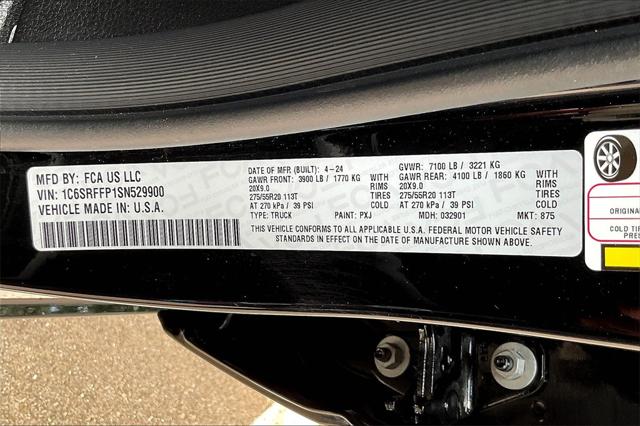 MFD BY: FCA US LLC
VIN: 1C6SRFFP1SN529900
VEHICLE MADE IN U.S.A.
DATE OF MFR. (BUILT): 4-24
GAWR FRONT: 3900 LB / 1770 KG WITH
20X9.0 RIMS
275/55R20 113T TIRES
AT 270 kPa / 39 PSI COLD
GVWR: 7100 LB / 3221 KG
GAWR REAR: 4100 LB / 1860 KG WITH
20X9.0 RIMS
275/55R20 113T TIRES
AT 270 kPa / 39 PSI COLD
TYPE: TRUCK PAINT: PXJ MDH: 032901 MKT: 875
THIS VEHICLE CONFORMS TO ALL APPLICABLE U.S.A. FEDERAL MOTOR VEHICLE SAFETY
STANDARDS IN EFFECT ON THE DATE OF MANUFACTURE SHOWN ABOVE.
ORIGINAL
COLD TI
PRES